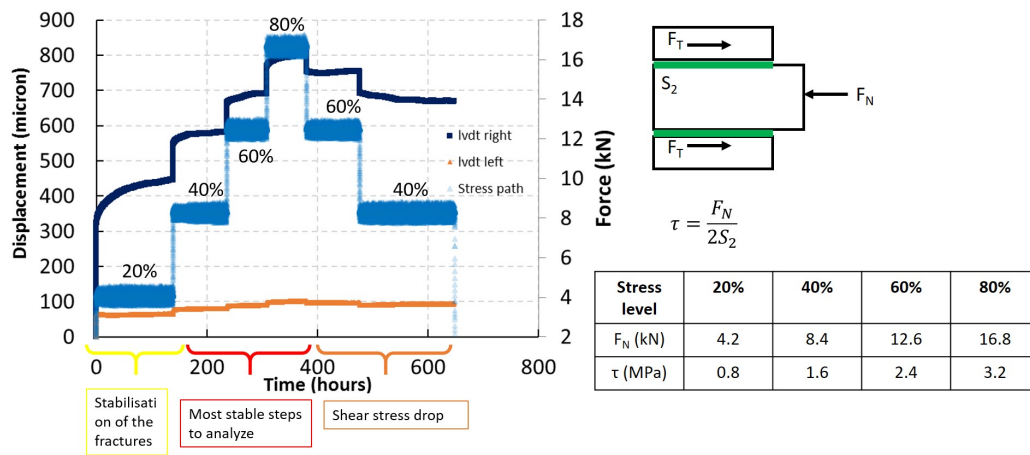 900
800
700
600
500
400
300
200
100
0
Displacement (micron)
18
16
14
12
10
8
6
4
2
Force (kN)
0
200
400
600
800
Time (hours)
20%
40%
60%
80%
60%
40%
lvdt right
lvdt left
Stress path
Stabilisati
on of the
fractures
Most stable steps
to analyze
Shear stress drop
F_T
S_2
F_N
F_T
τ = F_N / 2S_2
Stress level 20% 40% 60% 80%
F_N (kN) 4.2 8.4 12.6 16.8
τ (MPa) 0.8 1.6 2.4 3.2